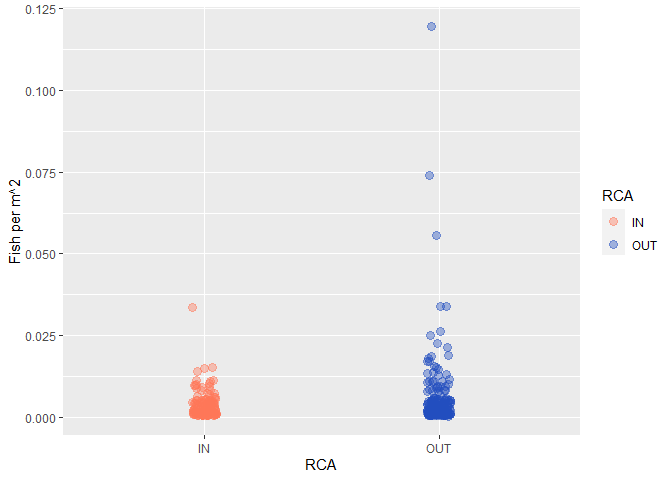 0.125
0.100
0.075
0.050
0.025
0.000
Fish per m^2
IN
OUT
RCA
RCA
IN
OUT